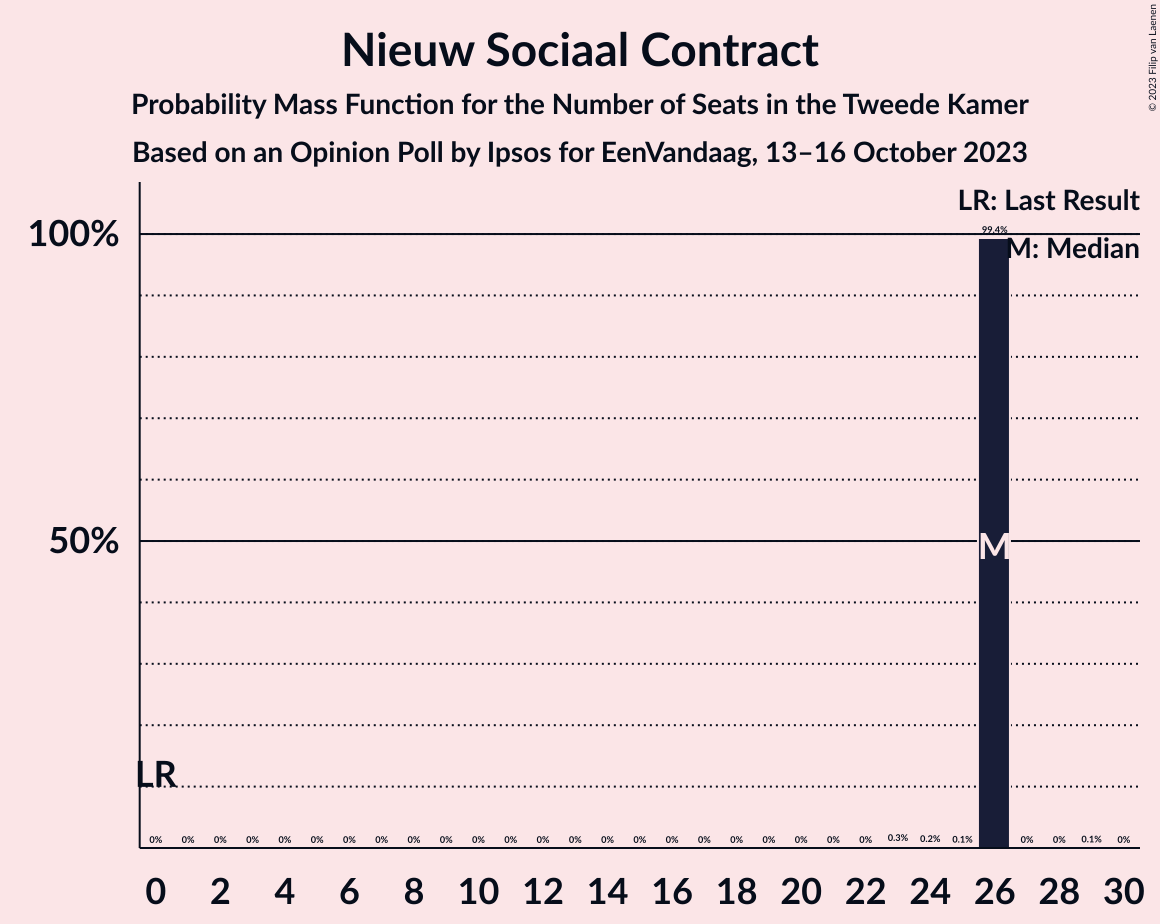 Nieuw Sociaal Contract
Probability Mass Function for the Number of Seats in the Tweede Kamer
Based on an Opinion Poll by Ipsos for EenVandaag, 13–16 October 2023
© 2023 Filip van Laenen
LR: Last Result
M: Median
100%
99.4%
50%
M
LR
0% 0% 0% 0% 0% 0% 0% 0% 0% 0% 0% 0% 0% 0% 0% 0% 0% 0% 0% 0% 0% 0% 0% 0.3% 0.2% 0.1% 0% 0% 0.1% 0%
0 2 4 6 8 10 12 14 16 18 20 22 24 26 28 30